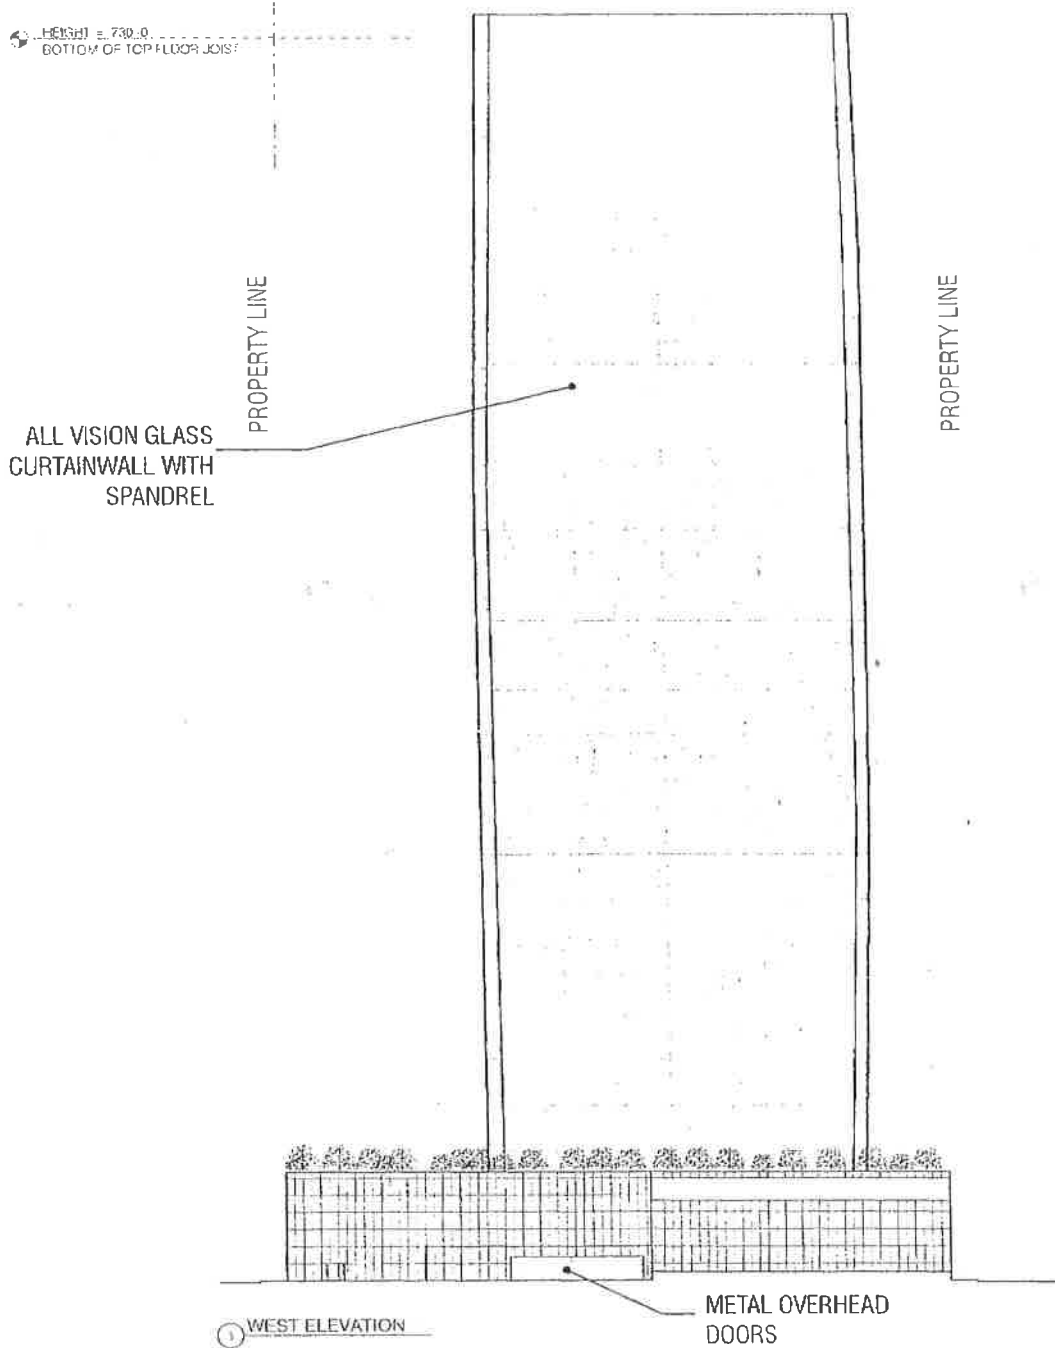 HEIGHT = 730'-0
BOTTOM OF TOP FLOOR JOIST
PROPERTY LINE
PROPERTY LINE
ALL VISION GLASS
CURTAINWALL WITH
SPANDREL
METAL OVERHEAD
DOORS
WEST ELEVATION